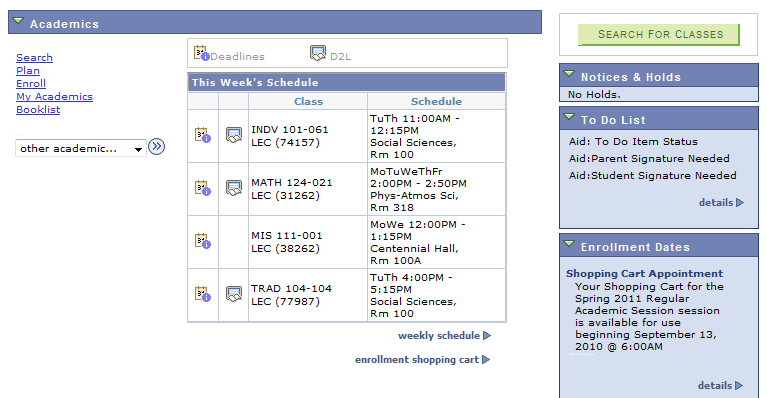 Academics
Search
Plan
Enroll
My Academics
Booklist
other academic...
Deadlines
D2L
This Week's Schedule
Class Schedule
INDV 101-061
LEC (74157)
TuTh 11:00AM -
12:15PM
Social Sciences,
Rm 100
MATH 124-021
LEC (31262)
MoTuWeThFr
2:00PM - 2:50PM
Phys-Atmos Sci,
Rm 318
MIS 111-001
LEC (38262)
MoWe 12:00PM -
1:15PM
Centennial Hall,
Rm 100A
TRAD 104-104
LEC (77987)
TuTh 4:00PM -
5:15PM
Social Sciences,
Rm 100
weekly schedule
enrollment shopping cart
SEARCH FOR CLASSES
Notices & Holds
No Holds.
To Do List
Aid: To Do Item Status
Aid:Parent Signature Needed
Aid:Student Signature Needed
details
Enrollment Dates
Shopping Cart Appointment
Your Shopping Cart for the
Spring 2011 Regular
Academic Session session
is available for use
beginning September 13,
2010 @ 6:00AM
details